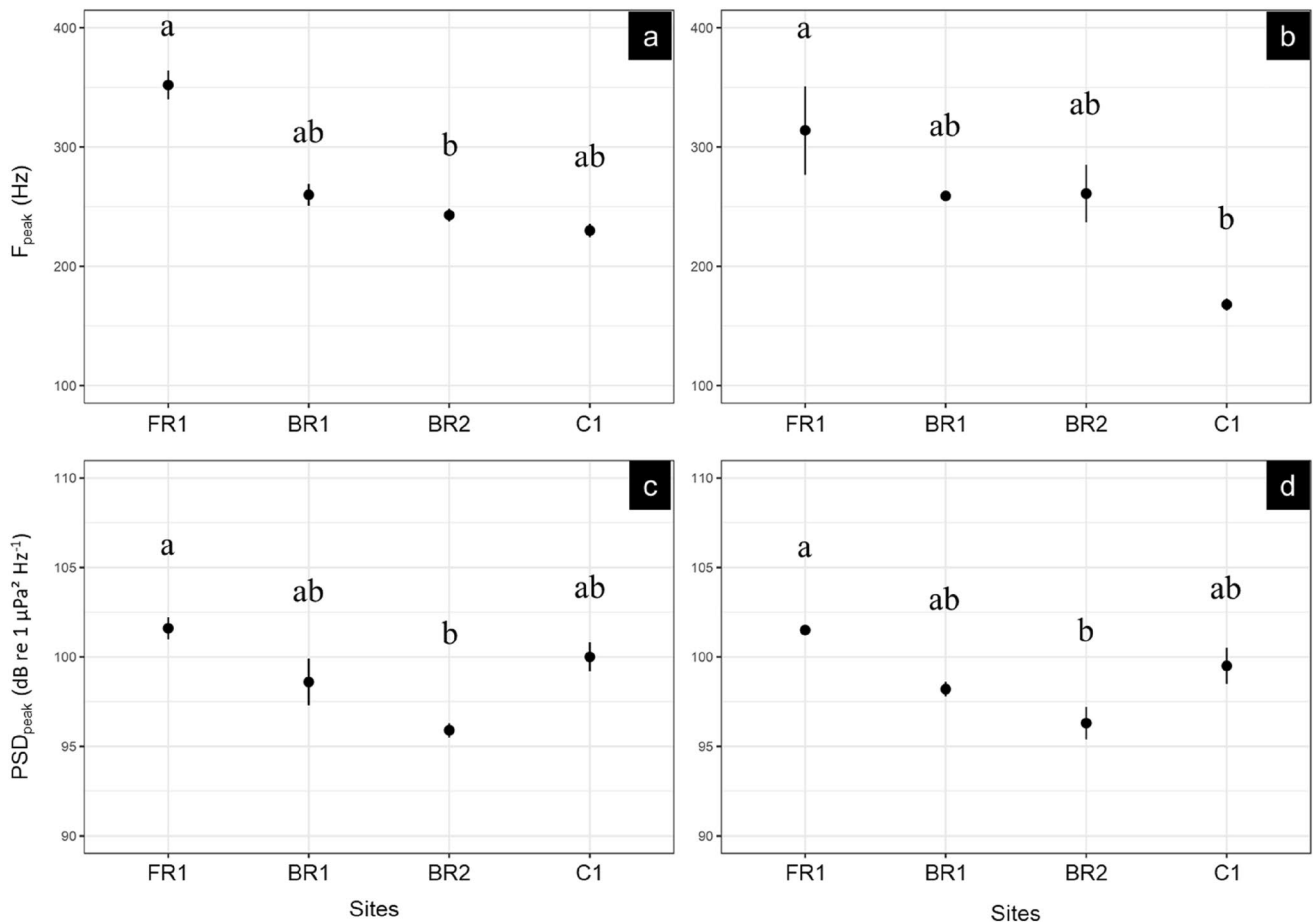 a
b
400
300
200
100
F_peak (Hz)
a
ab
b
ab
FR1 BR1 BR2 C1
400
300
200
100
a
ab
ab
b
FR1 BR1 BR2 C1
c
d
110
105
100
95
90
PSD_peak (dB re 1 µPa² Hz⁻¹)
a
ab
b
ab
FR1 BR1 BR2 C1
Sites
110
105
100
95
90
a
ab
b
ab
FR1 BR1 BR2 C1
Sites